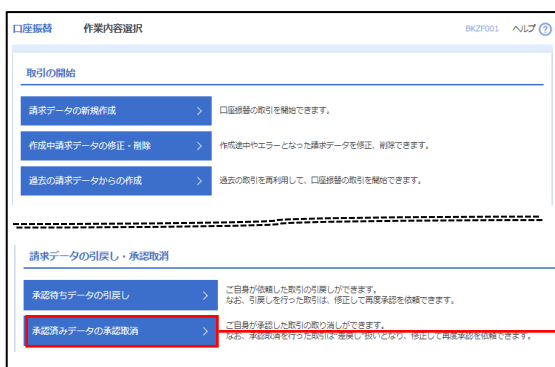 口座振替 作業内容選択 BKZF001 ヘルプ ?
取引の開始
請求データの新規作成 口座振替の取引を開始できます。
作成中請求データの修正・削除 作成途中やエラーとなった請求データを修正、削除できます。
過去の請求データからの作成 過去の取引を再利用して、口座振替の取引を開始できます。
請求データの引戻し・承認取消
承認待ちデータの引戻し ご自身が依頼した取引の引戻しができます。
なお、引戻しを行った取引は、修正して再度承認を依頼できます。
承認済みデータの承認取消 ご自身が承認した取引の取り消しができます。
なお、承認取消を行った取引は"差戻し"扱いとなり、修正して再度承認を依頼できます。